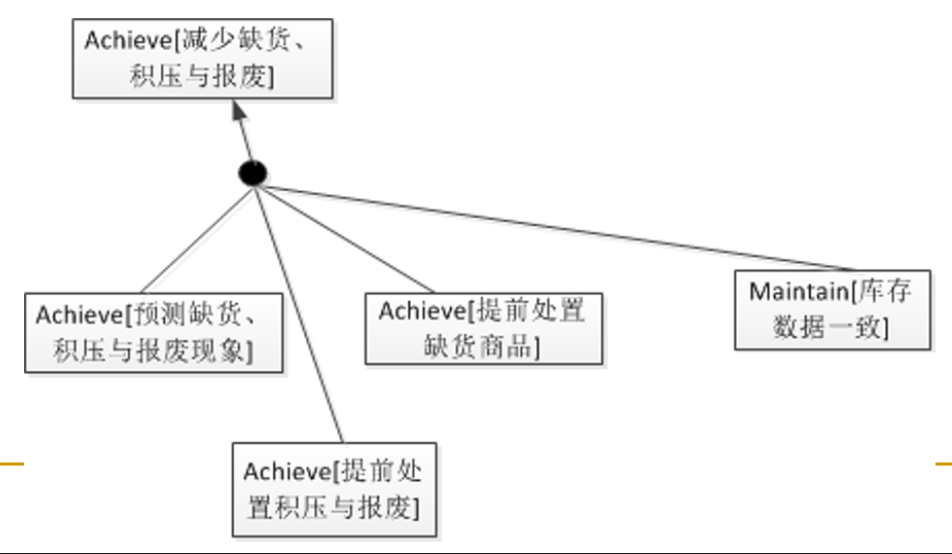 Achieve[减少缺货、
积压与报废]
Achieve[预测缺货、
积压与报废现象]
Achieve[提前处置
缺货商品]
Maintain[库存
数据一致]
Achieve[提前处
置积压与报废]